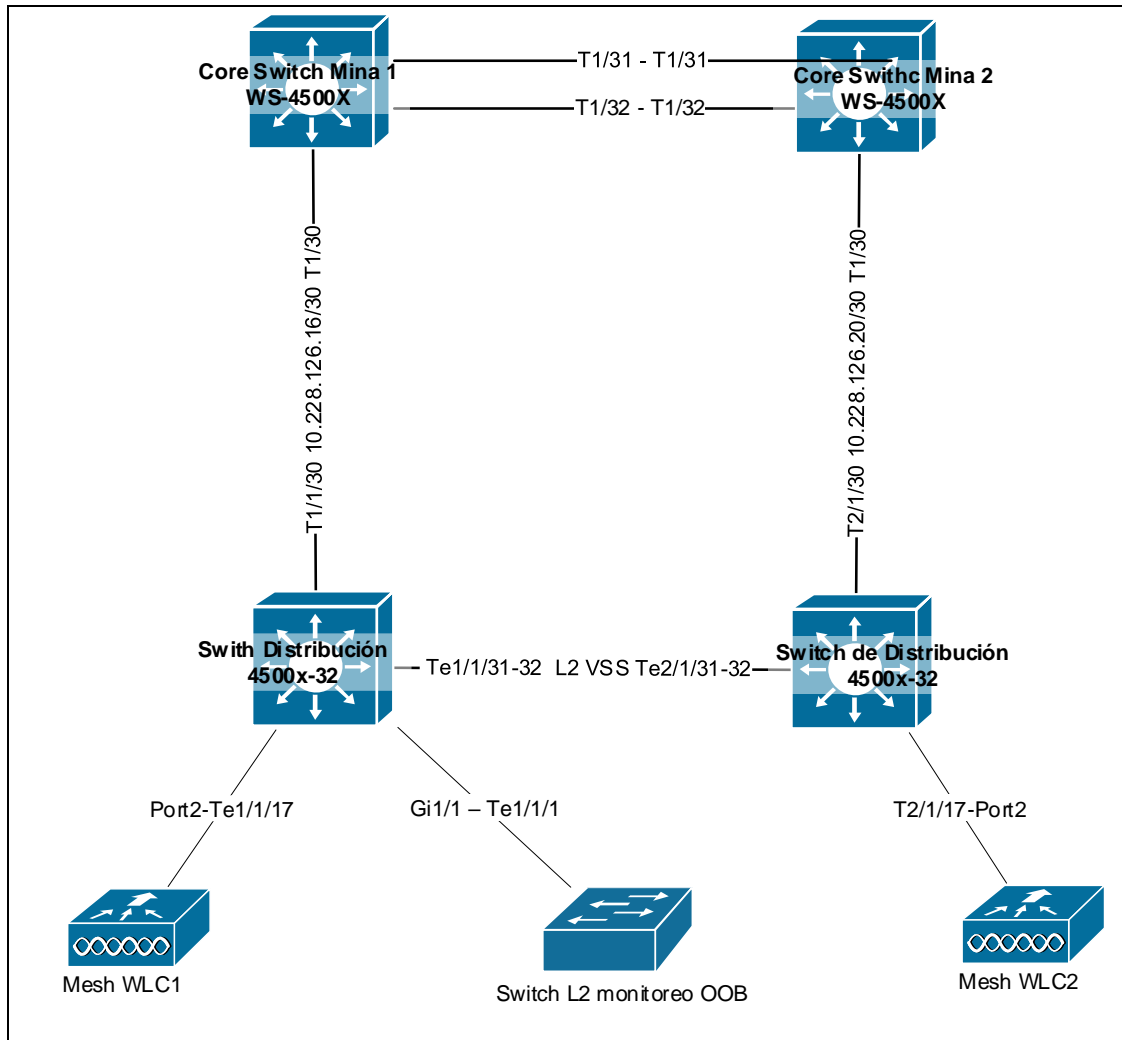 Core Switch Mina 1
WS-4500X
T1/31 - T1/31
T1/32 - T1/32
Core Swithc Mina 2
WS-4500X
T1/1/30 10.228.126.16/30 T1/30
T2/1/30 10.228.126.20/30 T1/30
Swith Distribución
4500x-32
Te1/1/31-32 L2 VSS Te2/1/31-32
Switch de Distribución
4500x-32
Port2-Te1/1/17
Gi1/1 – Te1/1/1
T2/1/17-Port2
Mesh WLC1
Switch L2 monitoreo OOB
Mesh WLC2